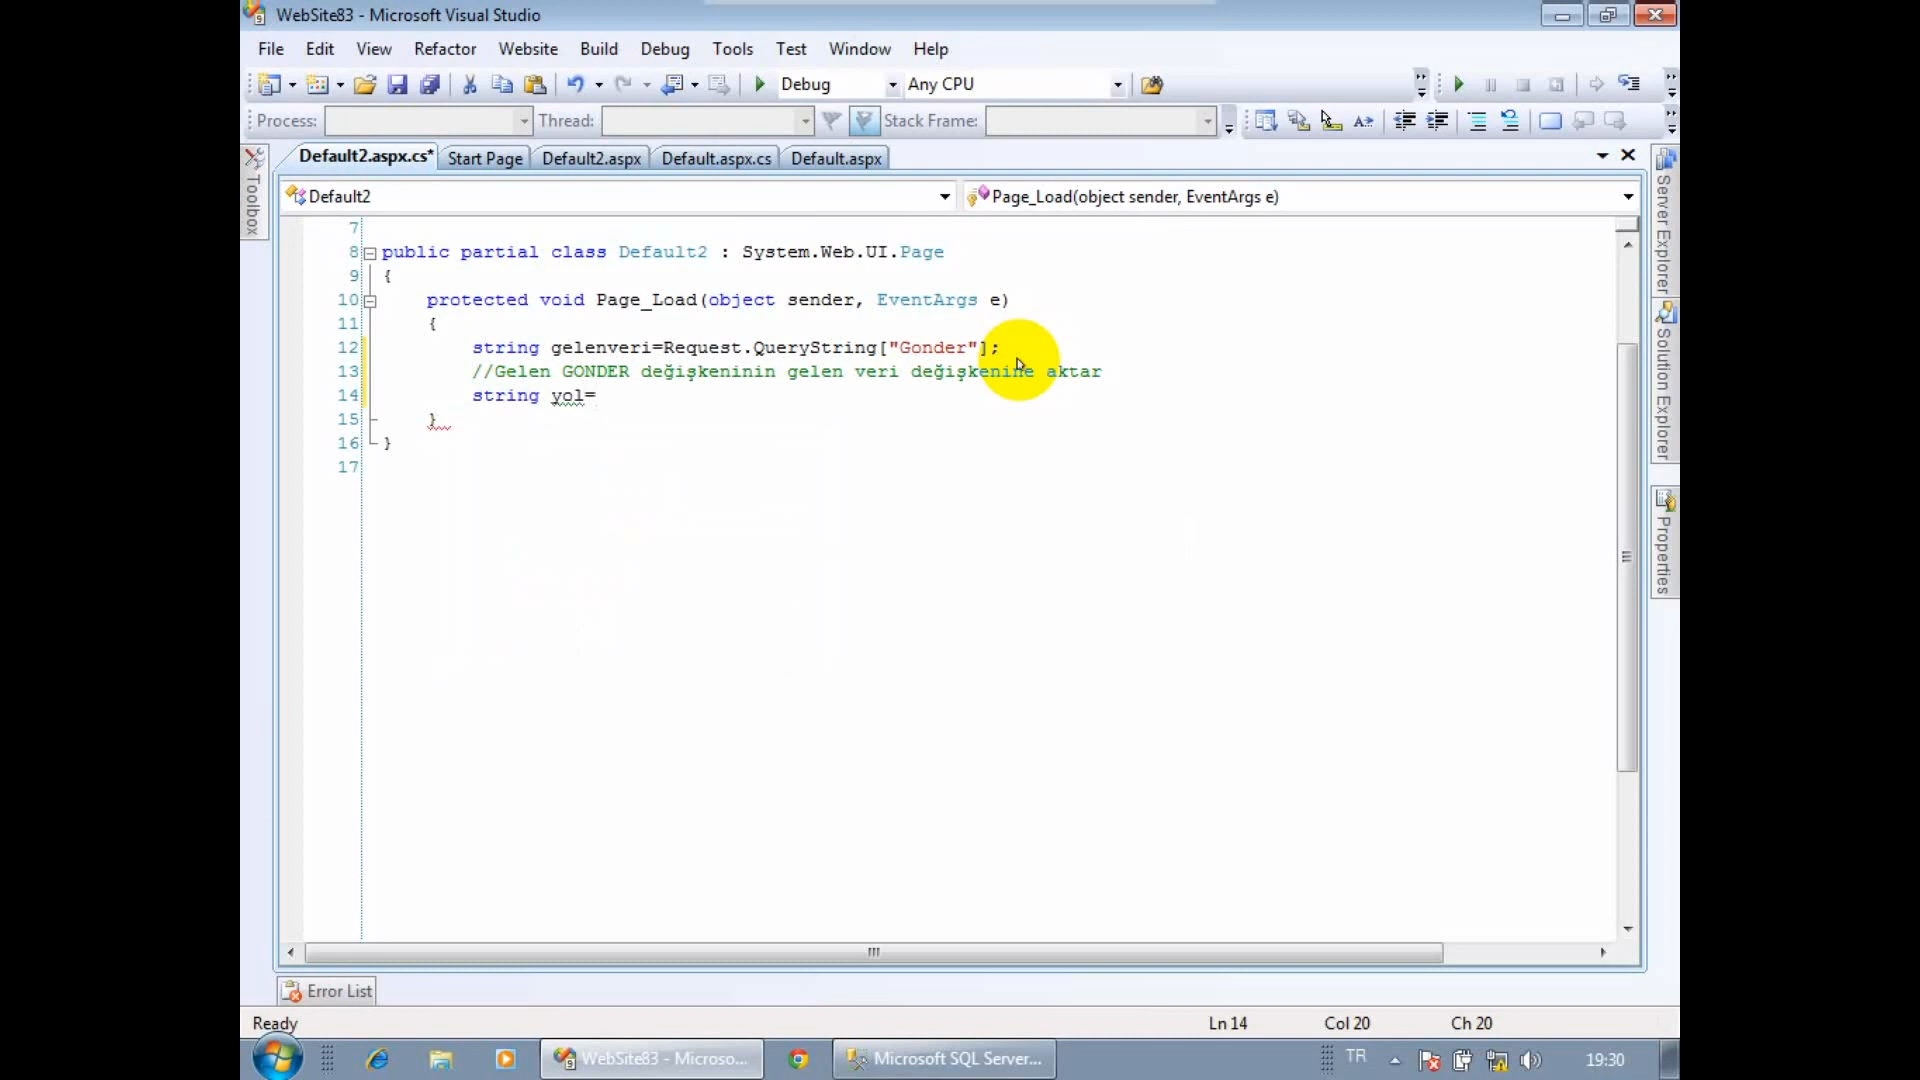 WebSite83 - Microsoft Visual Studio
File Edit View Refactor Website Build Debug Tools Test Window Help
Debug Any CPU
Process: Thread: Stack Frame:
Default2.aspx.cs* Start Page Default2.aspx Default.aspx.cs Default.aspx
Toolbox
Default2 Page_Load(object sender, EventArgs e)
7
8 public partial class Default2 : System.Web.UI.Page
9 {
10 protected void Page_Load(object sender, EventArgs e)
11 {
12 string gelenveri=Request.QueryString["Gonder"];
13 //Gelen GONDER değişkeninin gelen veri değişkenine aktar
14 string yol=
15 }
16 }
17
Server Explorer
Solution Explorer
Properties
Error List
Ready Ln 14 Col 20 Ch 20
WebSite83 - Microso... Microsoft SQL Server... TR 19:30